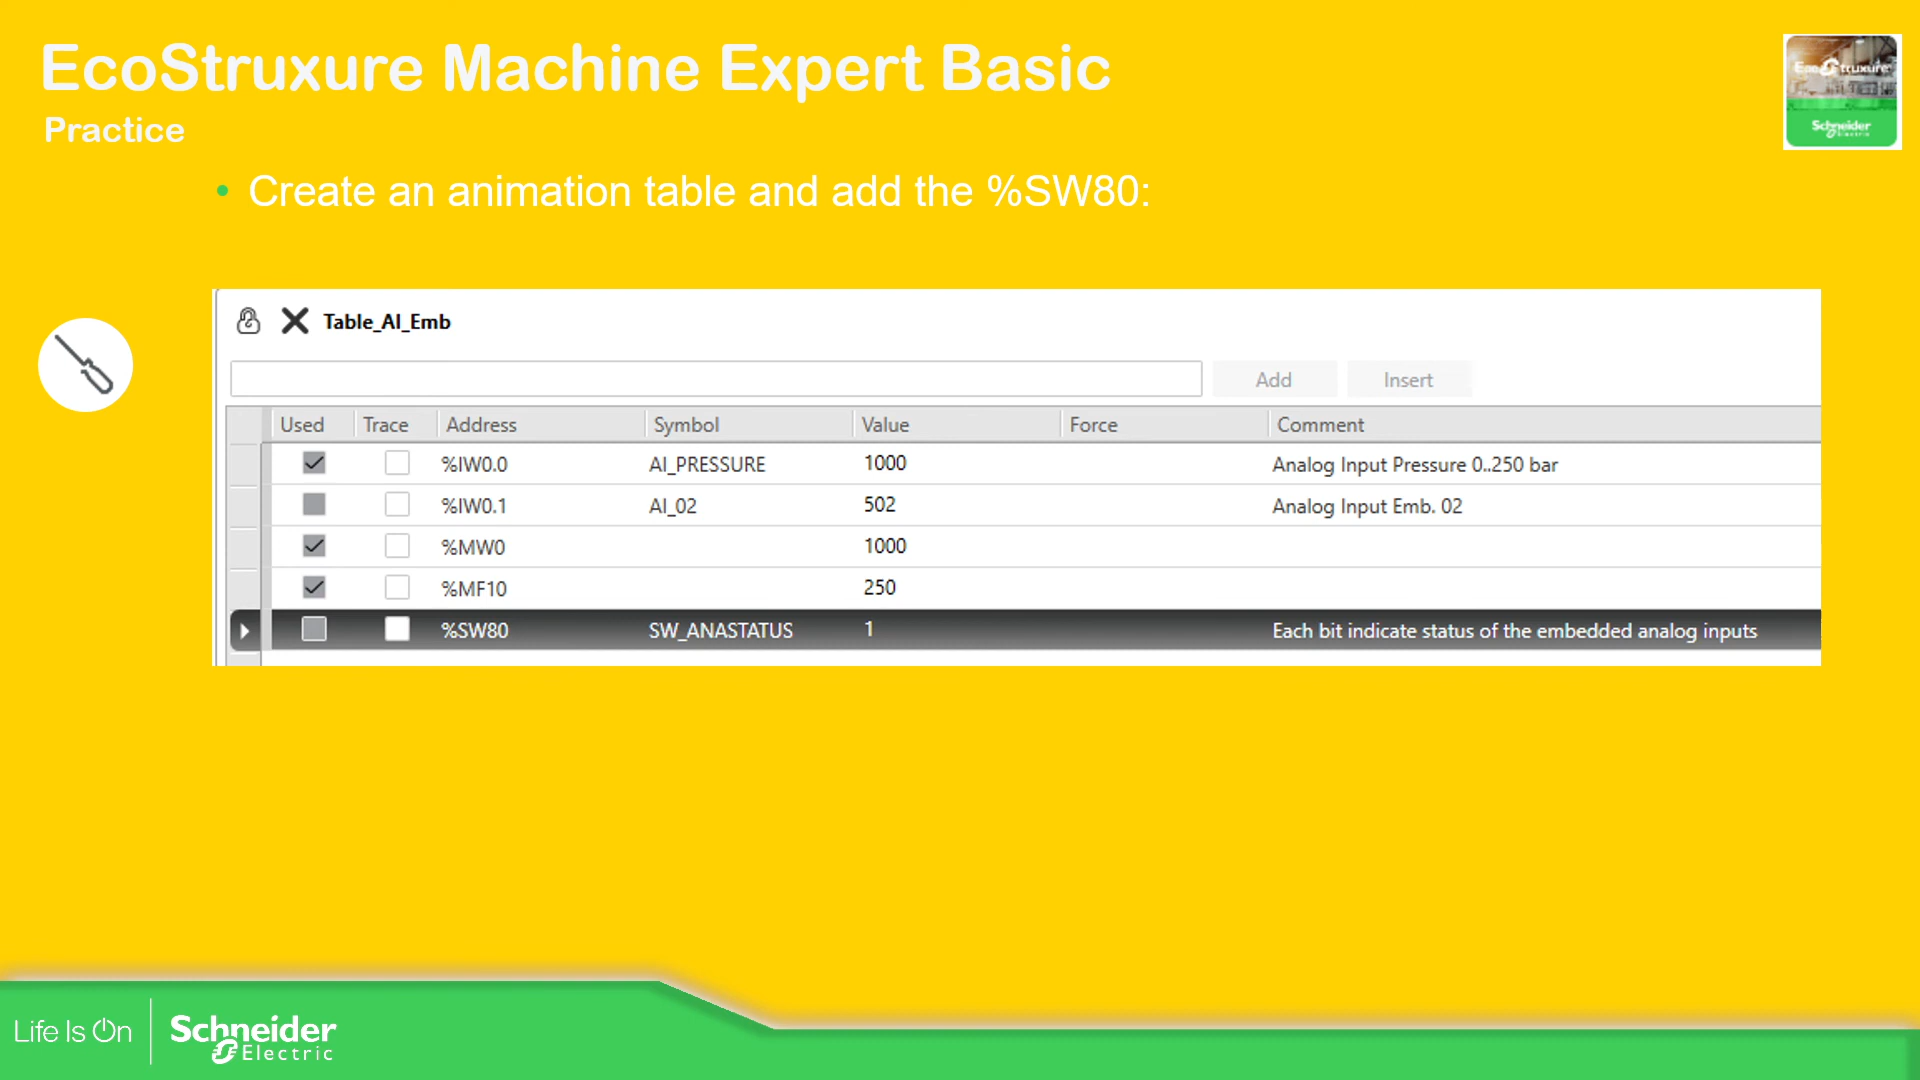 EcoStruxure Machine Expert Basic
Practice
EcoStruxure
Schneider
Electric
• Create an animation table and add the %SW80:
Table_AI_Emb
Add Insert
Used Trace Address Symbol Value Force Comment
%IW0.0 AI_PRESSURE 1000 Analog Input Pressure 0..250 bar
%IW0.1 AI_02 502 Analog Input Emb. 02
%MW0 1000
%MF10 250
%SW80 SW_ANASTATUS 1 Each bit indicate status of the embedded analog inputs
Life Is On Schneider
Electric